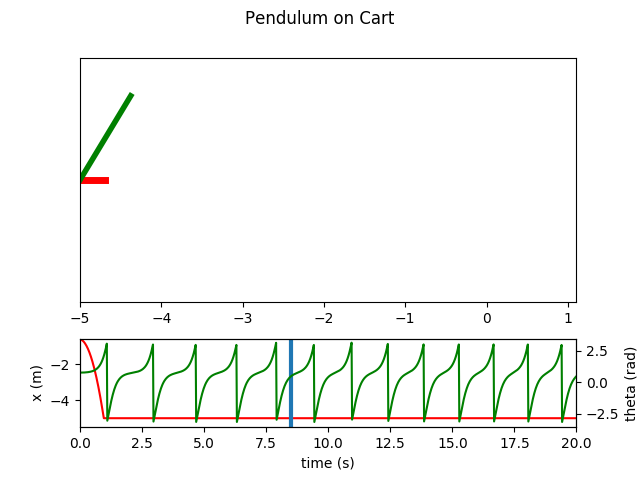 Pendulum on Cart
−5 −4 −3 −2 −1 0 1
x (m)
−2
−4
2.5
0.0
−2.5
theta (rad)
0.0 2.5 5.0 7.5 10.0 12.5 15.0 17.5 20.0
time (s)